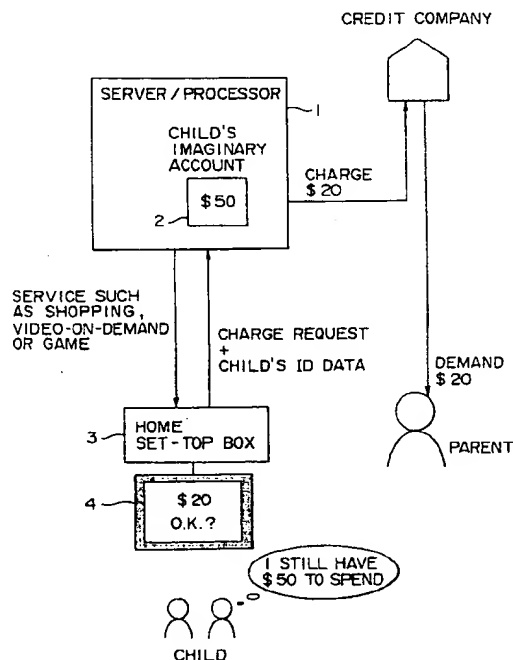 CREDIT COMPANY
SERVER/PROCESSOR
1
CHILD'S
IMAGINARY
ACCOUNT
2
$50
CHARGE
$20
SERVICE SUCH
AS SHOPPING,
VIDEO-ON-DEMAND
OR GAME
CHARGE REQUEST
+
CHILD'S ID DATA
DEMAND
$20
PARENT
3
HOME
SET-TOP BOX
4
$20
O.K.?
I STILL HAVE
$50 TO SPEND
CHILD